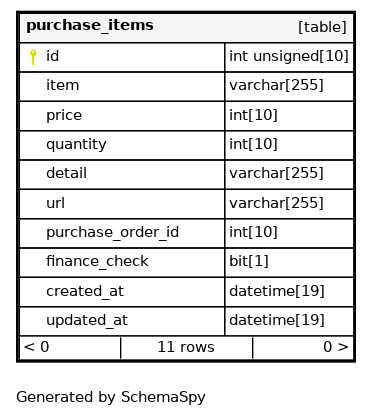 purchase_items [table]
id int unsigned[10]
item varchar[255]
price int[10]
quantity int[10]
detail varchar[255]
url varchar[255]
purchase_order_id int[10]
finance_check bit[1]
created_at datetime[19]
updated_at datetime[19]
< 0 11 rows 0 >
Generated by SchemaSpy